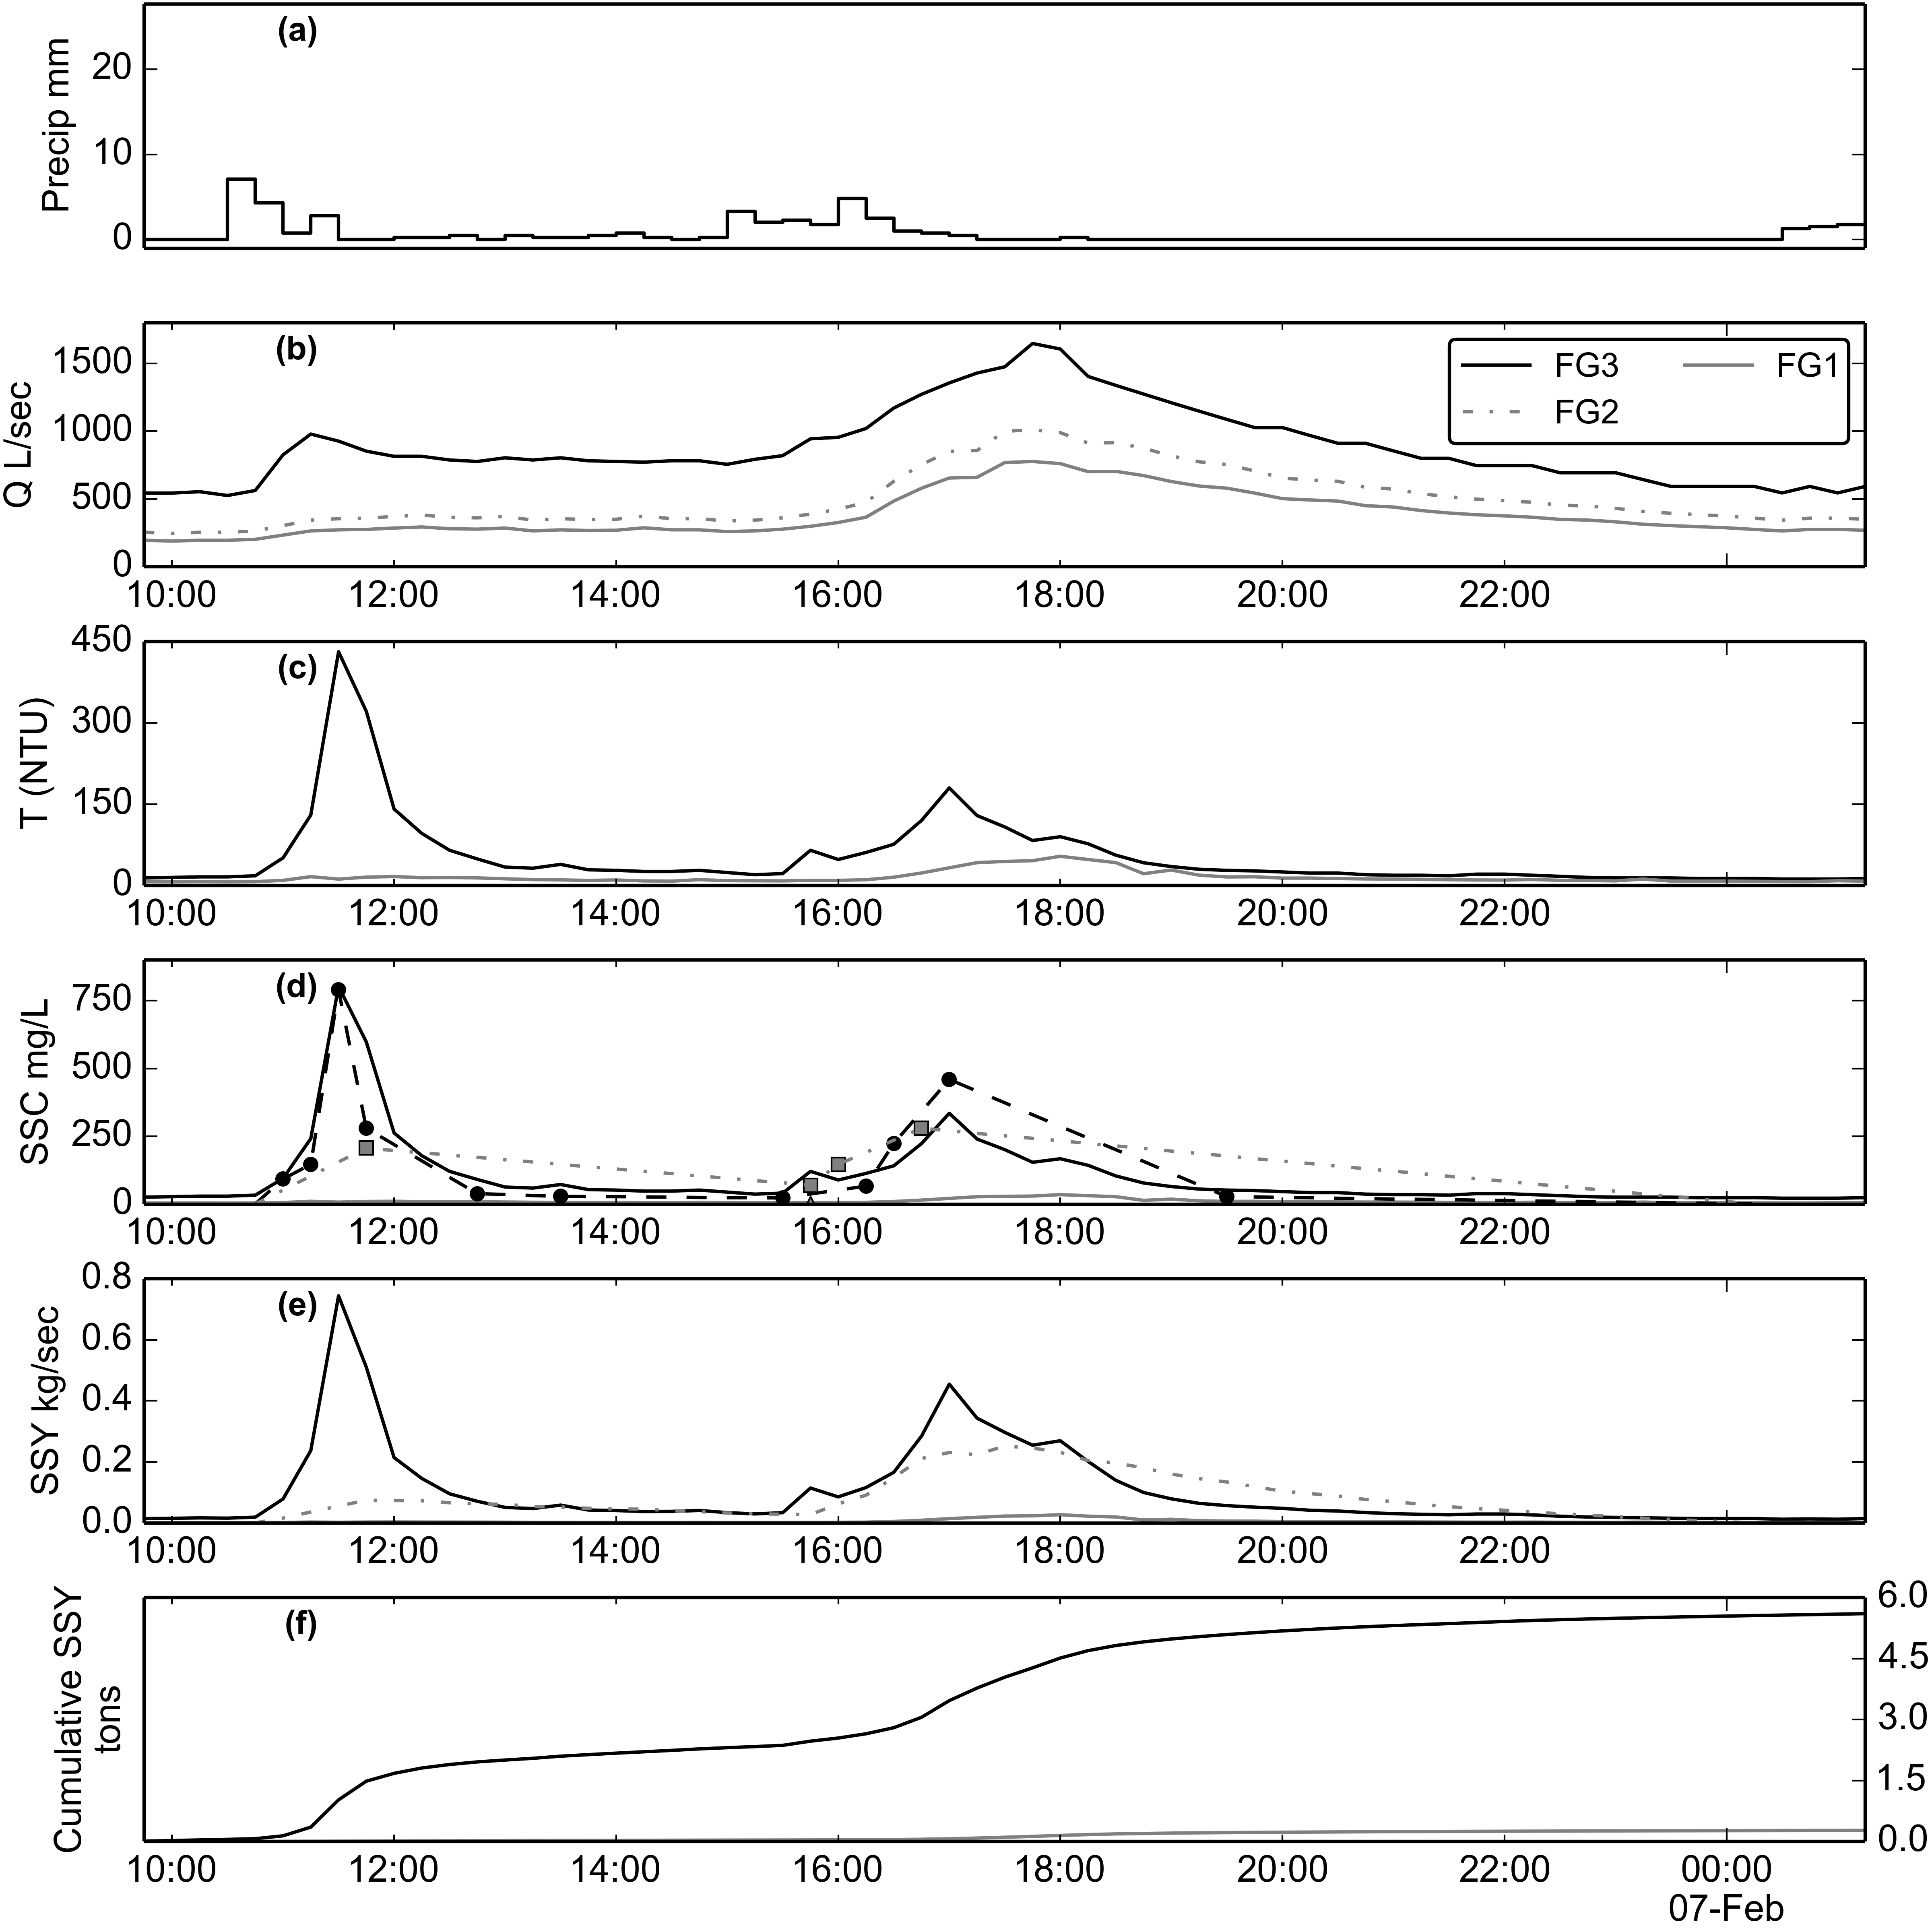 (a)
Precip mm
20
10
0
(b)
Q L/sec
1500
1000
500
0
FG3 FG1
FG2
10:00 12:00 14:00 16:00 18:00 20:00 22:00
(c)
T (NTU)
450
300
150
0
10:00 12:00 14:00 16:00 18:00 20:00 22:00
(d)
SSC mg/L
750
500
250
0
10:00 12:00 14:00 16:00 18:00 20:00 22:00
(e)
SSY kg/sec
0.8
0.6
0.4
0.2
0.0
10:00 12:00 14:00 16:00 18:00 20:00 22:00
(f)
Cumulative SSY
tons
6.0
4.5
3.0
1.5
0.0
10:00 12:00 14:00 16:00 18:00 20:00 22:00 00:00
07-Feb